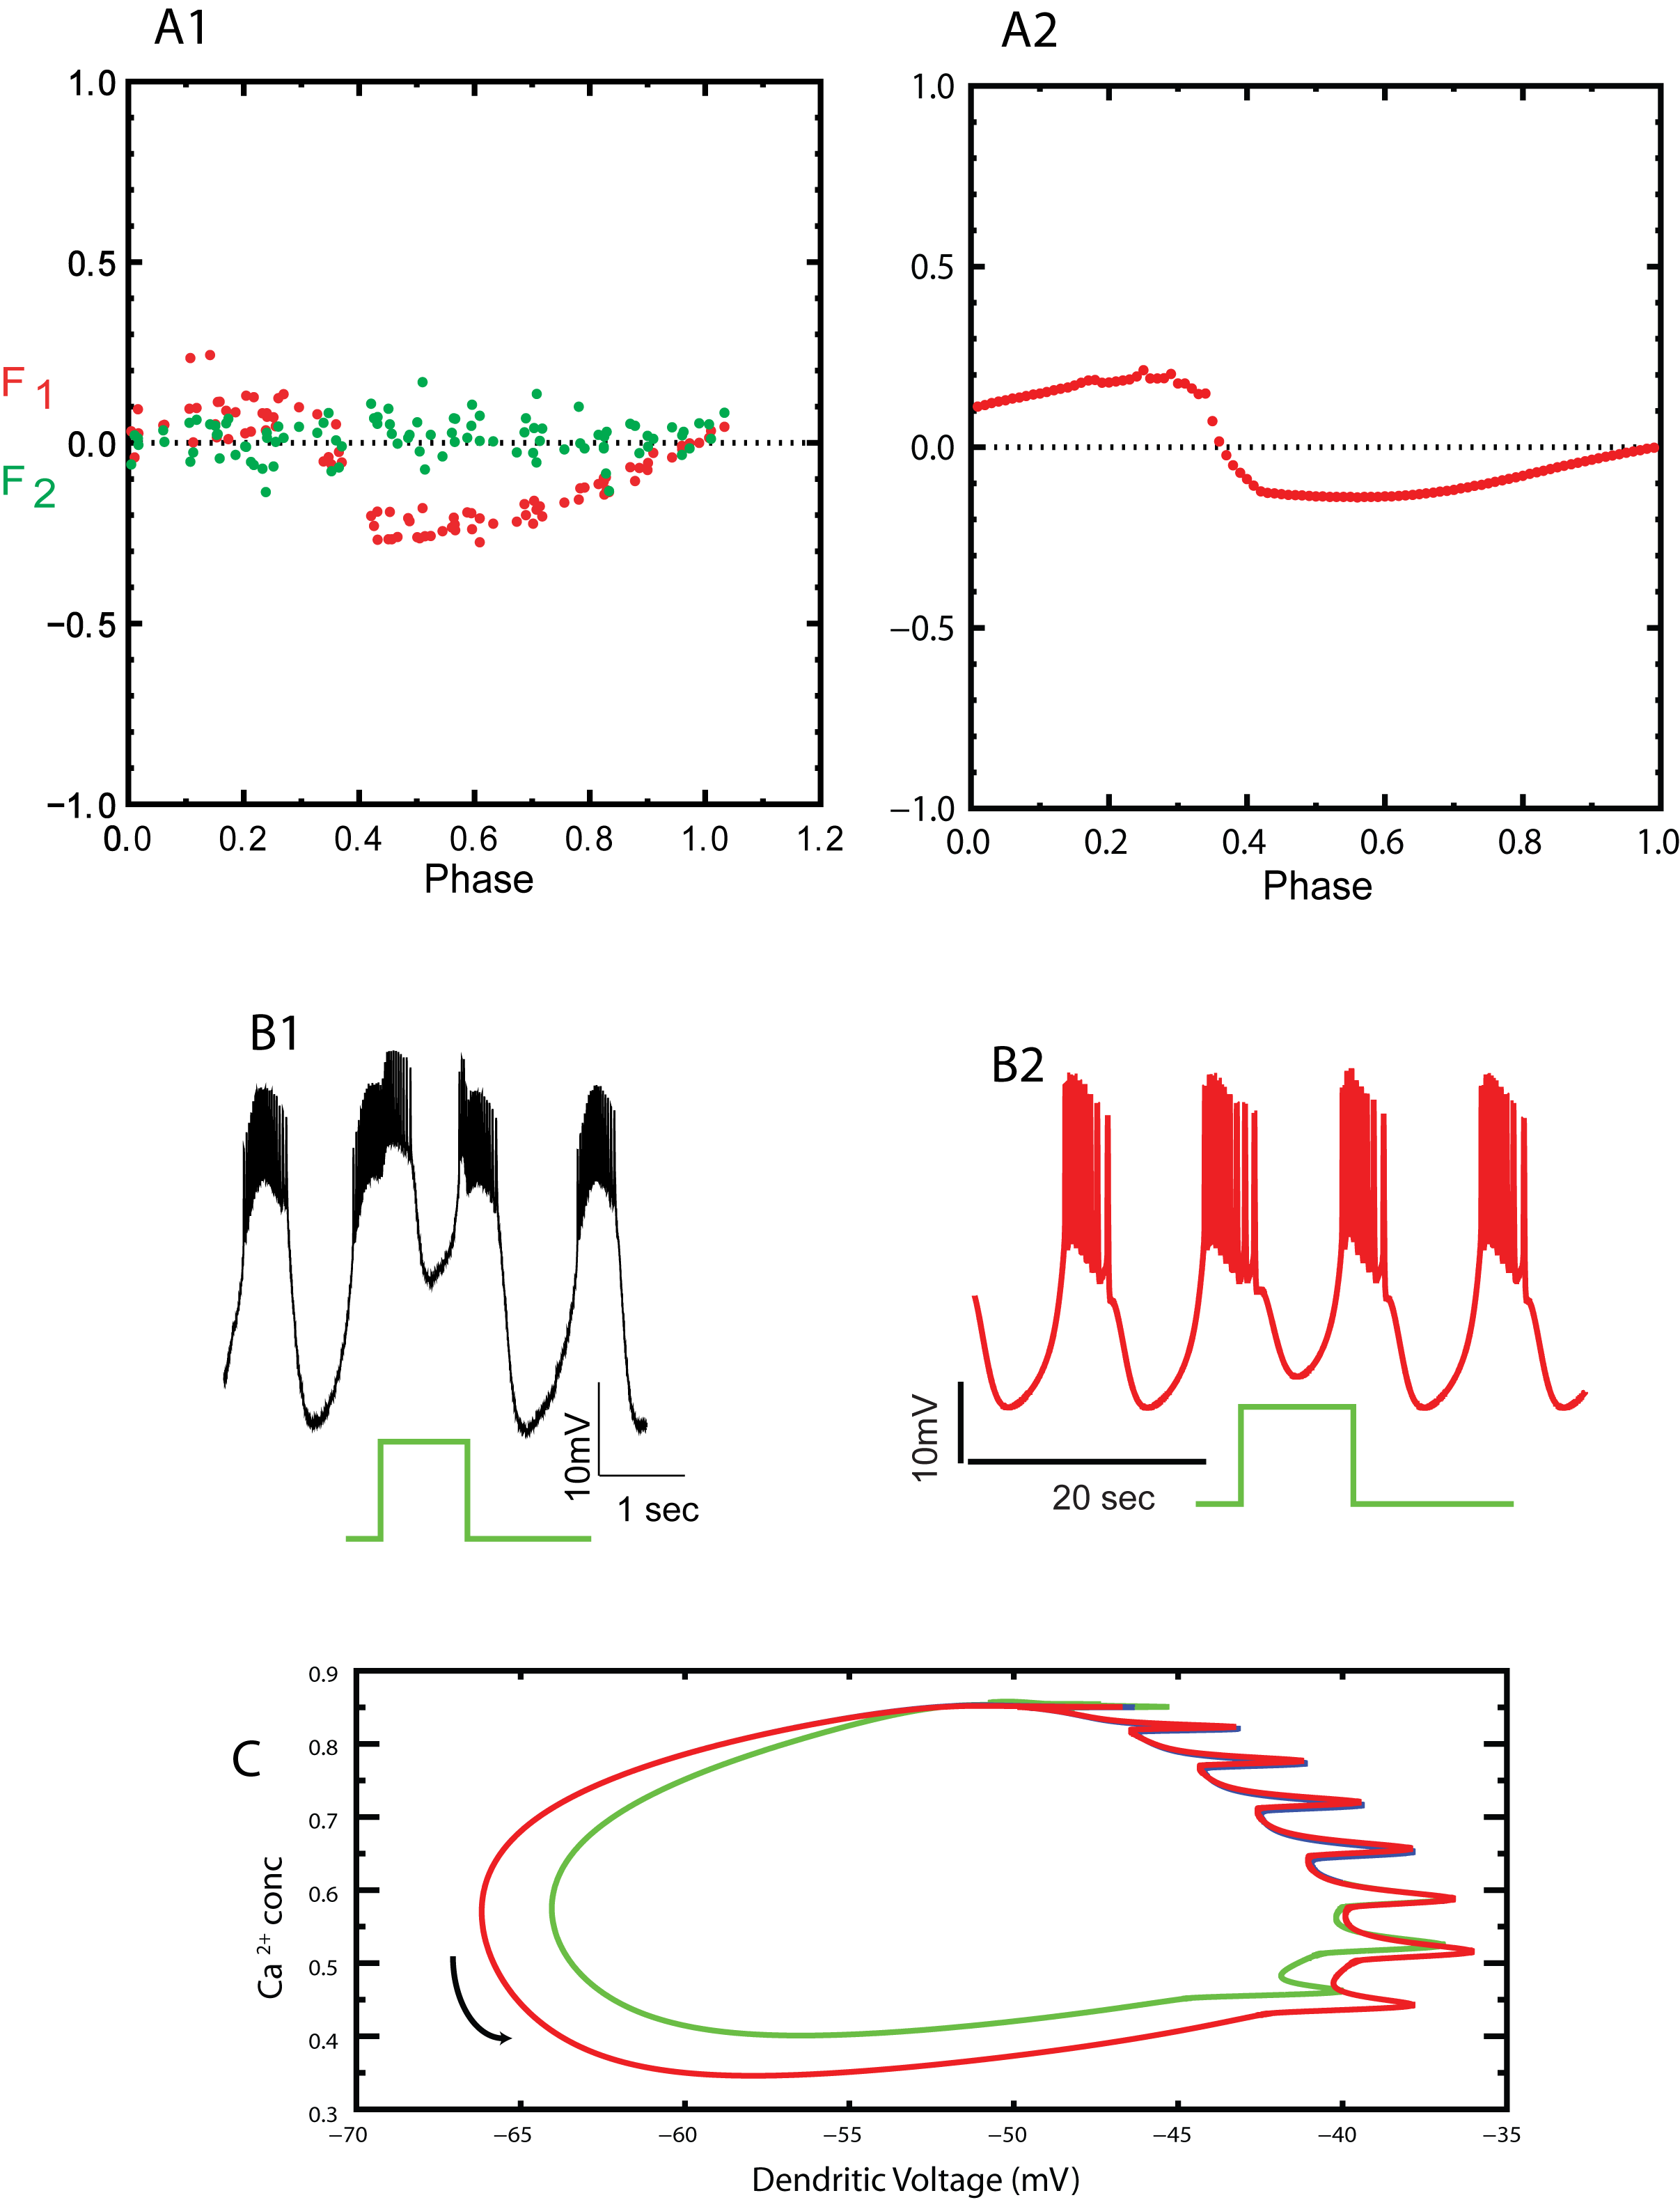 A1
A2
1.0
0.5
0.0
−0.5
−1.0
F 1
F 2
0.0 0.2 0.4 0.6 0.8 1.0 1.2
Phase
1.0
0.5
0.0
−0.5
−1.0
0.0 0.2 0.4 0.6 0.8 1.0
Phase
B1
10mV
1 sec
B2
10mV
20 sec
C
0.9
0.8
0.7
0.6
0.5
0.4
0.3
Ca 2+ conc
−70 −65 −60 −55 −50 −45 −40 −35
Dendritic Voltage (mV)